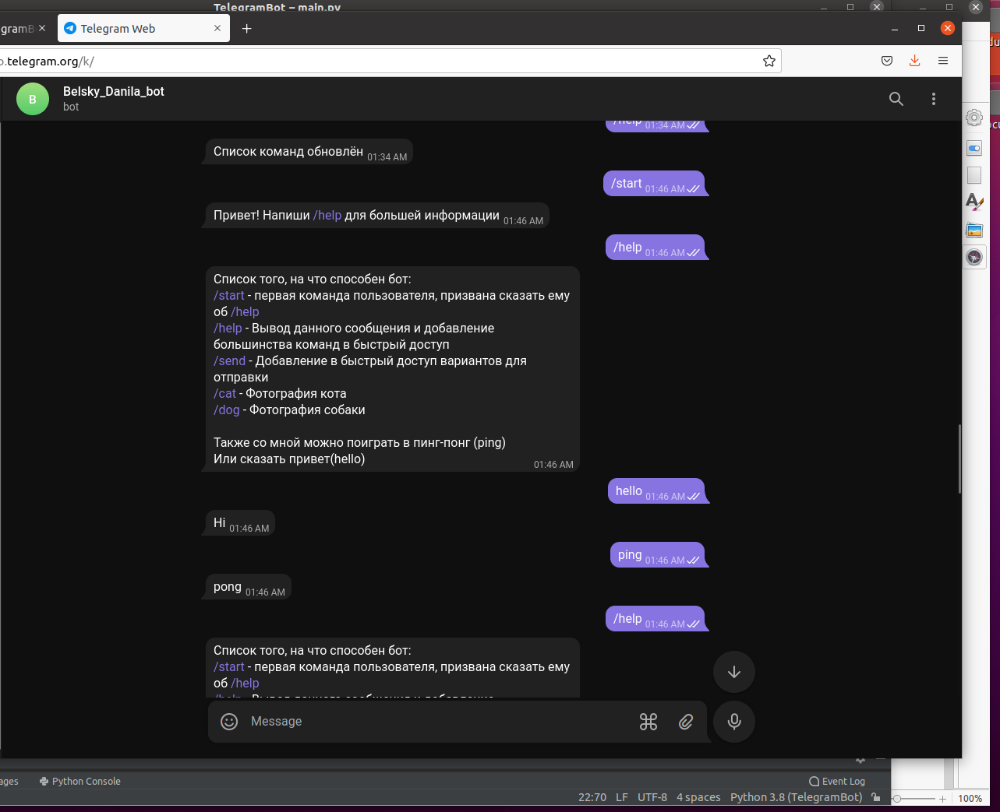 TelegramBot – main.py
gramB
Telegram Web
.telegram.org/k/
B
Belsky_Danila_bot
bot
/help 01:34 AM
Список команд обновлён 01:34 AM
/start 01:46 AM
Привет! Напиши /help для большей информации 01:46 AM
/help 01:46 AM
Список того, на что способен бот:
/start - первая команда пользователя, призвана сказать ему
об /help
/help - Вывод данного сообщения и добавление
большинства команд в быстрый доступ
/send - Добавление в быстрый доступ вариантов для
отправки
/cat - Фотография кота
/dog - Фотография собаки
Также со мной можно поиграть в пинг-понг (ping)
Или сказать привет(hello) 01:46 AM
hello 01:46 AM
Hi 01:46 AM
ping 01:46 AM
pong 01:46 AM
/help 01:46 AM
Список того, на что способен бот:
/start - первая команда пользователя, призвана сказать ему
об /help
/help - Вывод данного сообщения и добавление
Message
ages Python Console Event Log
22:70 LF UTF-8 4 spaces Python 3.8 (TelegramBot)
100%